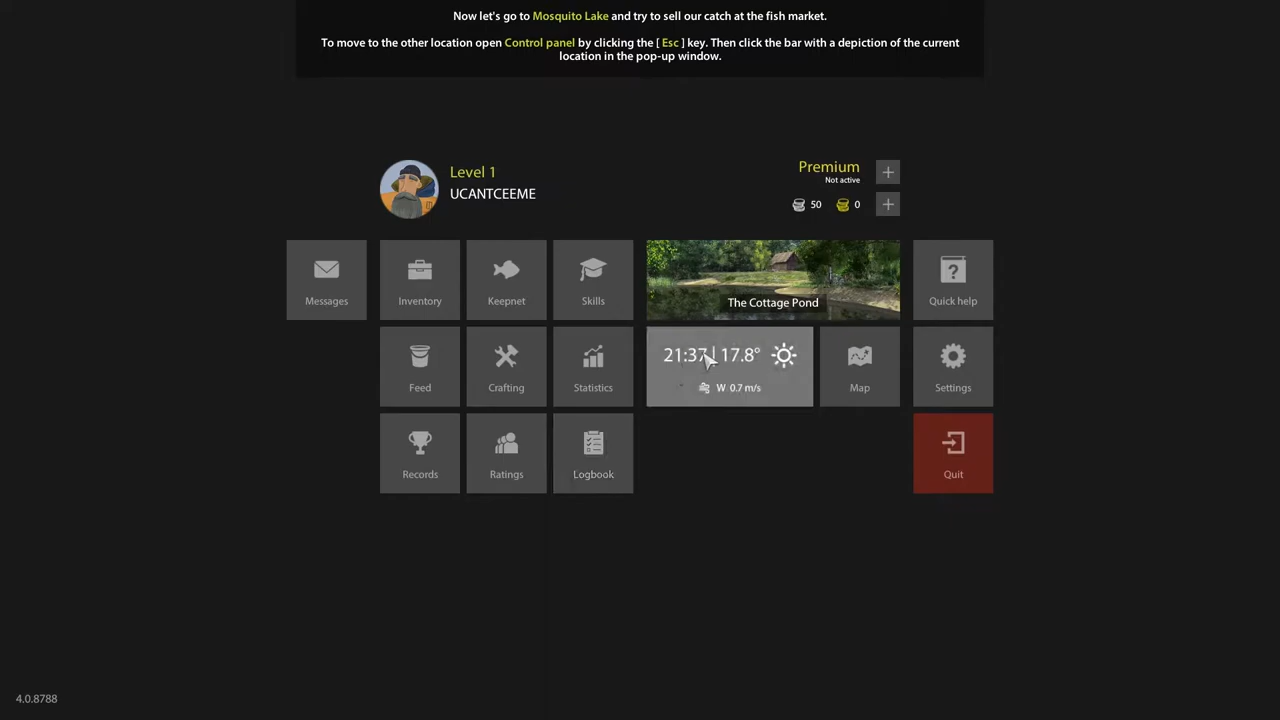 Now let's go to Mosquito Lake and try to sell our catch at the fish market.
To move to the other location open Control panel by clicking the [ Esc ] key. Then click the bar with a depiction of the current
location in the pop-up window.
Level 1
UCANTCEEME
Premium
Not active
50 0
Messages
Inventory
Keepnet
Skills
The Cottage Pond
Quick help
Feed
Crafting
Statistics
21:37 | 17.8°
W 0.7 m/s
Map
Settings
Records
Ratings
Logbook
Quit
4.0.8788